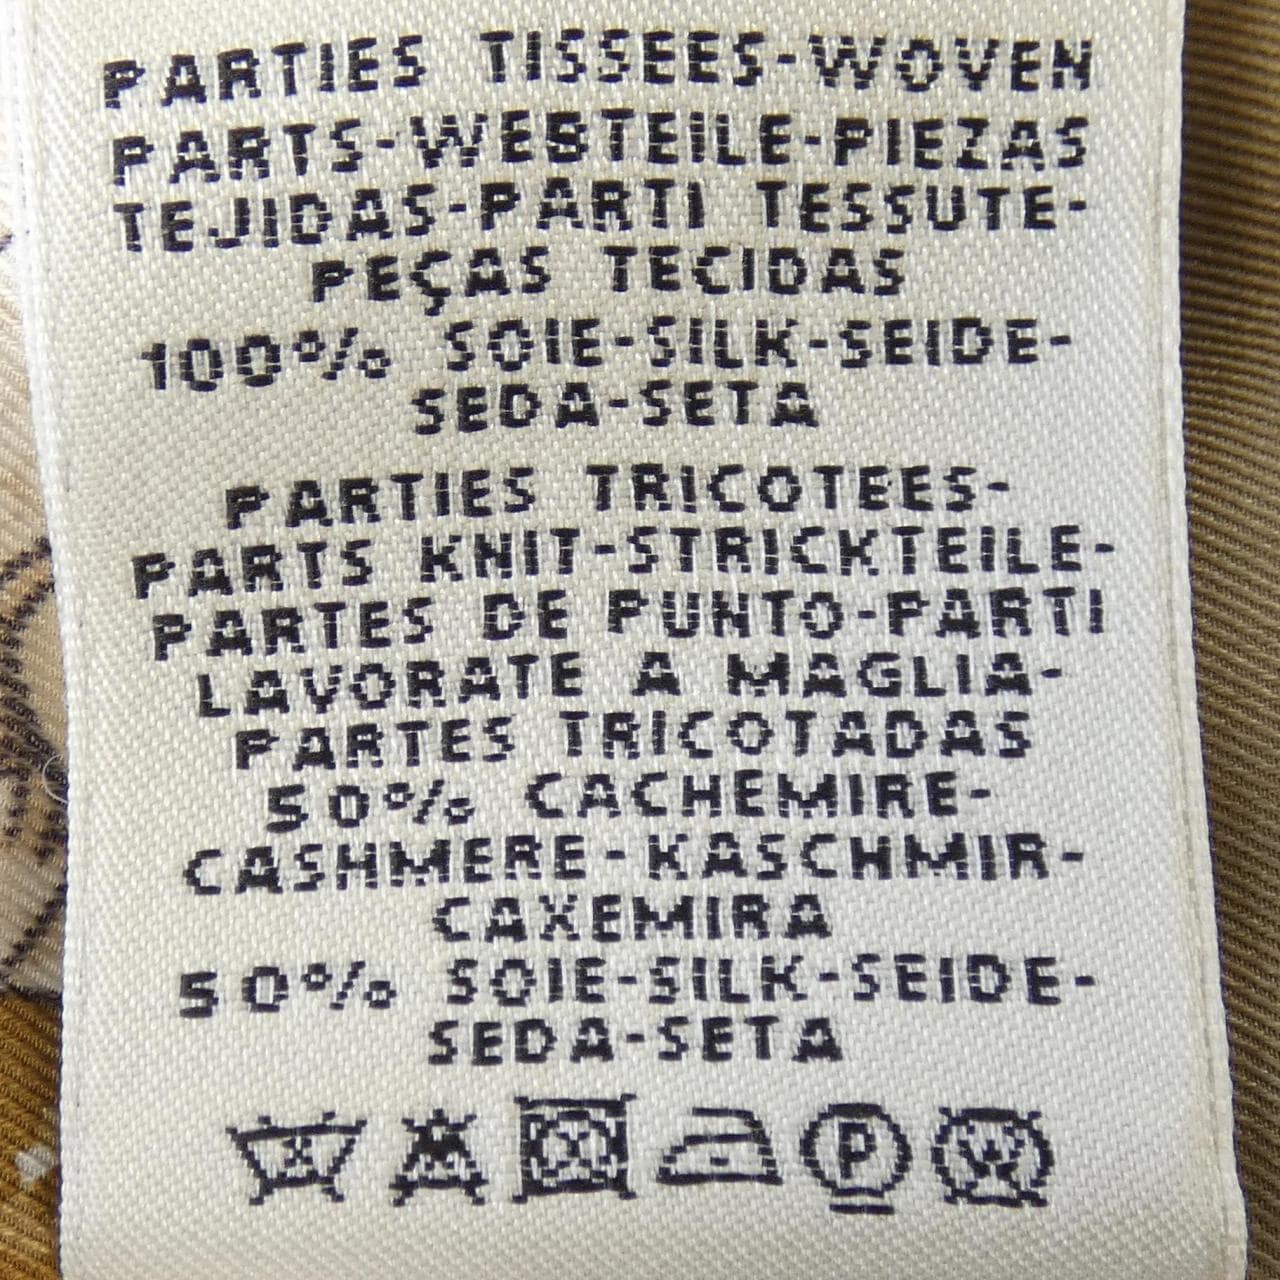 PARTIES TISSEES-WOVEN
PARTS-WEBTEILE-PIEZAS
TEJIDAS-PARTI TESSUTE-
PEÇAS TECIDAS
100% SOIE-SILK-SEIDE-
SEDA-SETA
PARTIES TRICOTEES-
PARTS KNIT-STRICKTEILE-
PARTES DE PUNTO-PARTI
LAVORATE A MAGLIA-
PARTES TRICOTADAS
50% CACHEMIRE-
CASHMERE-KASCHMIR-
CAXEMIRA
50% SOIE-SILK-SEIDE-
SEDA-SETA
P